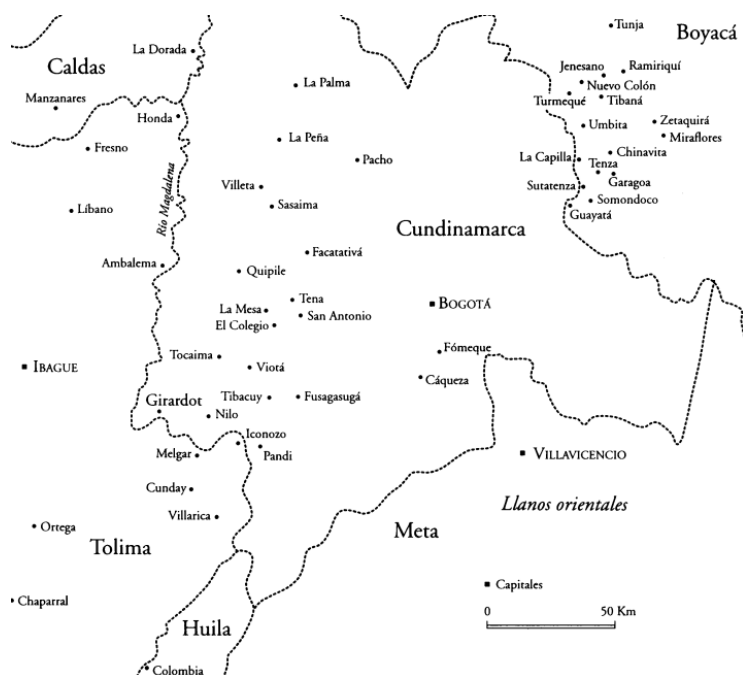 Tunja
Boyacá
La Dorada
Caldas
Jenesano
Ramiriquí
Nuevo Colón
La Palma
Turmequé
Tibaná
Manzanares
Honda
Umbita
Zetaquirá
Miraflores
Fresno
La Peña
Pacho
La Capilla
Chinavita
Tenza
Garagoa
Villeta
Sutatenza
Río Magdalena
Sasaima
Somondoco
Líbano
Guayatá
Cundinamarca
Facatativá
Ambalema
Quipile
Tena
BOGOTÁ
La Mesa
San Antonio
El Colegio
Fómeque
Tocaima
IBAGUE
Viotá
Cáqueza
Girardot
Tibacuy
Fusagasugá
Nilo
Iconozo
Melgar
Pandi
VILLAVICENCIO
Cunday
Llanos orientales
Villarica
Ortega
Meta
Tolima
Capitales
Chaparral
0 50 Km
Huila
Colombia